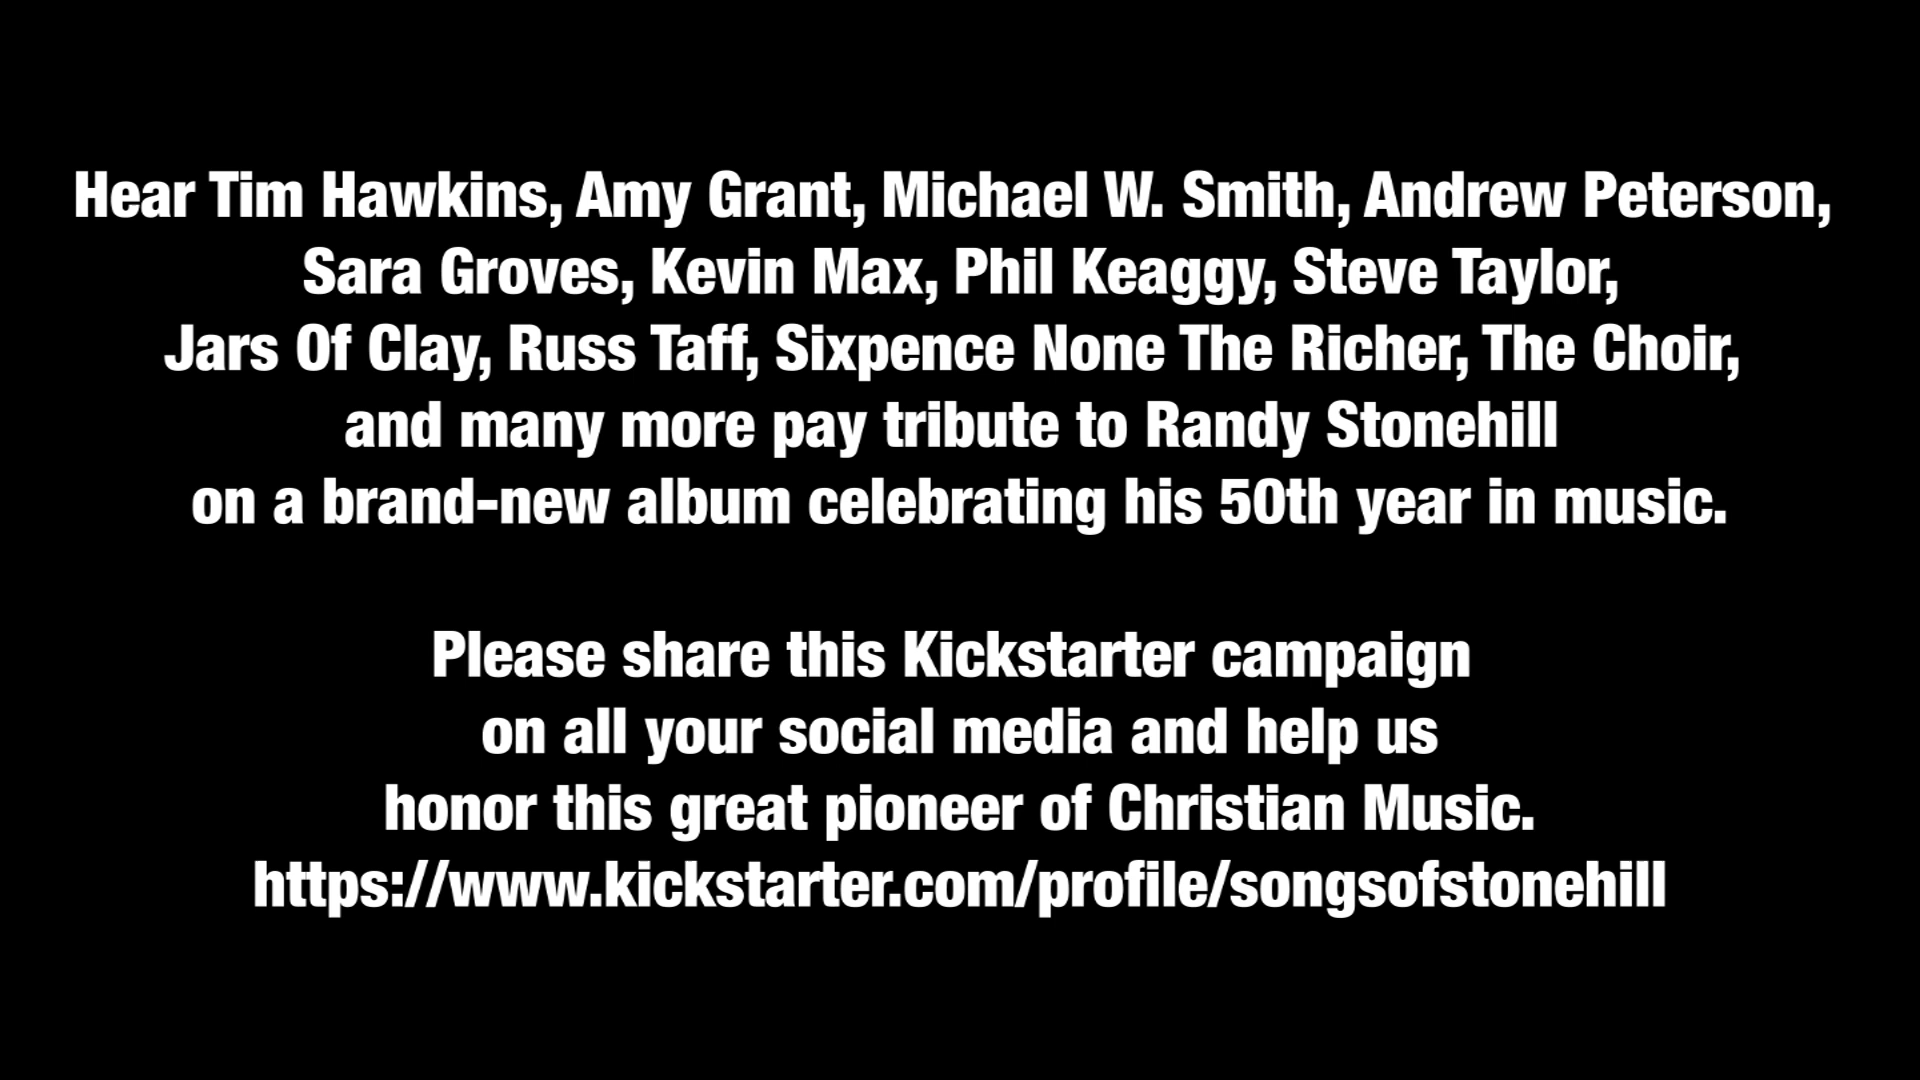 Hear Tim Hawkins, Amy Grant, Michael W. Smith, Andrew Peterson,
Sara Groves, Kevin Max, Phil Keaggy, Steve Taylor,
Jars Of Clay, Russ Taff, Sixpence None The Richer, The Choir,
and many more pay tribute to Randy Stonehill
on a brand-new album celebrating his 50th year in music.
Please share this Kickstarter campaign
on all your social media and help us
honor this great pioneer of Christian Music.
https://www.kickstarter.com/profile/songsofstonehill